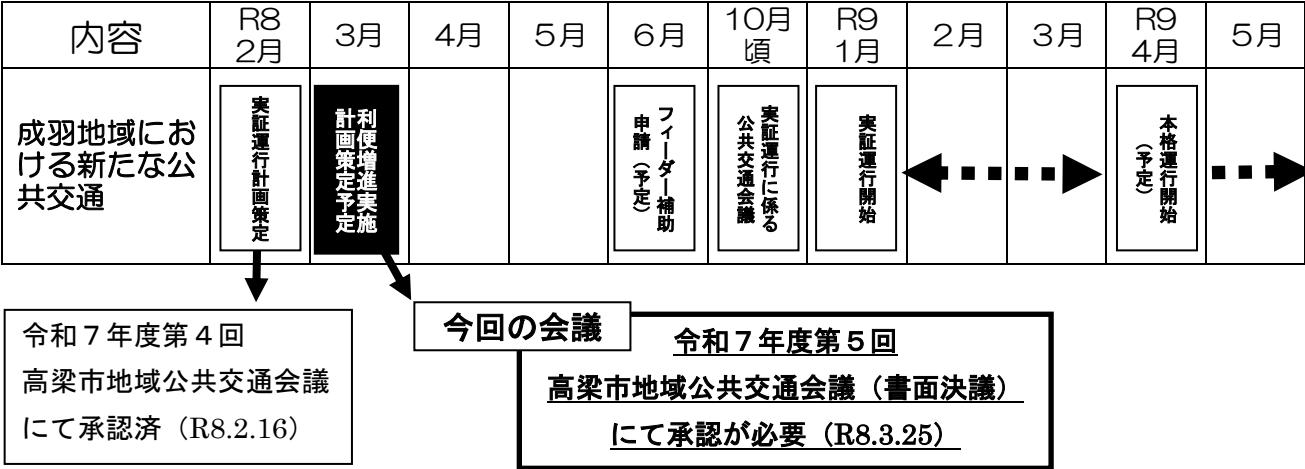 内容
R8
2月
3月
4月
5月
6月
10月
頃
R9
1月
2月
3月
R9
4月
5月
成羽地域にお
ける新たな公
共交通
実証運行計画策定
利便増進実施
計画策定予定
フィーダー補助
申請（予定）
実証運行に係る
公共交通会議
実証運行開始
本格運行開始
（予定）
令和７年度第４回
高梁市地域公共交通会議
にて承認済（R8.2.16）
今回の会議
令和７年度第５回
高梁市地域公共交通会議（書面決議）
にて承認が必要（R8.3.25）